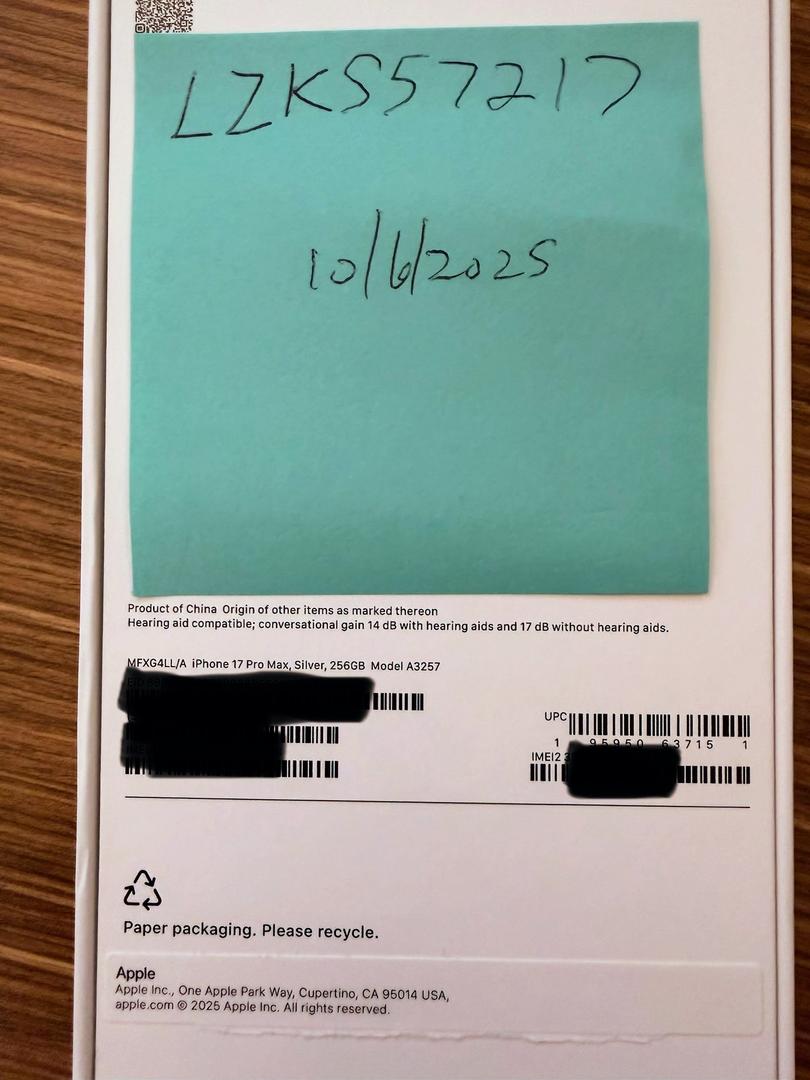 LZKS57217
10/6/2025
Product of China Origin of other items as marked thereon
Hearing aid compatible; conversational gain 14 dB with hearing aids and 17 dB without hearing aids.
MFXG4LL/A iPhone 17 Pro Max, Silver, 256GB Model A3257
UPC
1 95950 63715 1
IMEI2 3
Paper packaging. Please recycle.
Apple
Apple Inc., One Apple Park Way, Cupertino, CA 95014 USA,
apple.com © 2025 Apple Inc. All rights reserved.